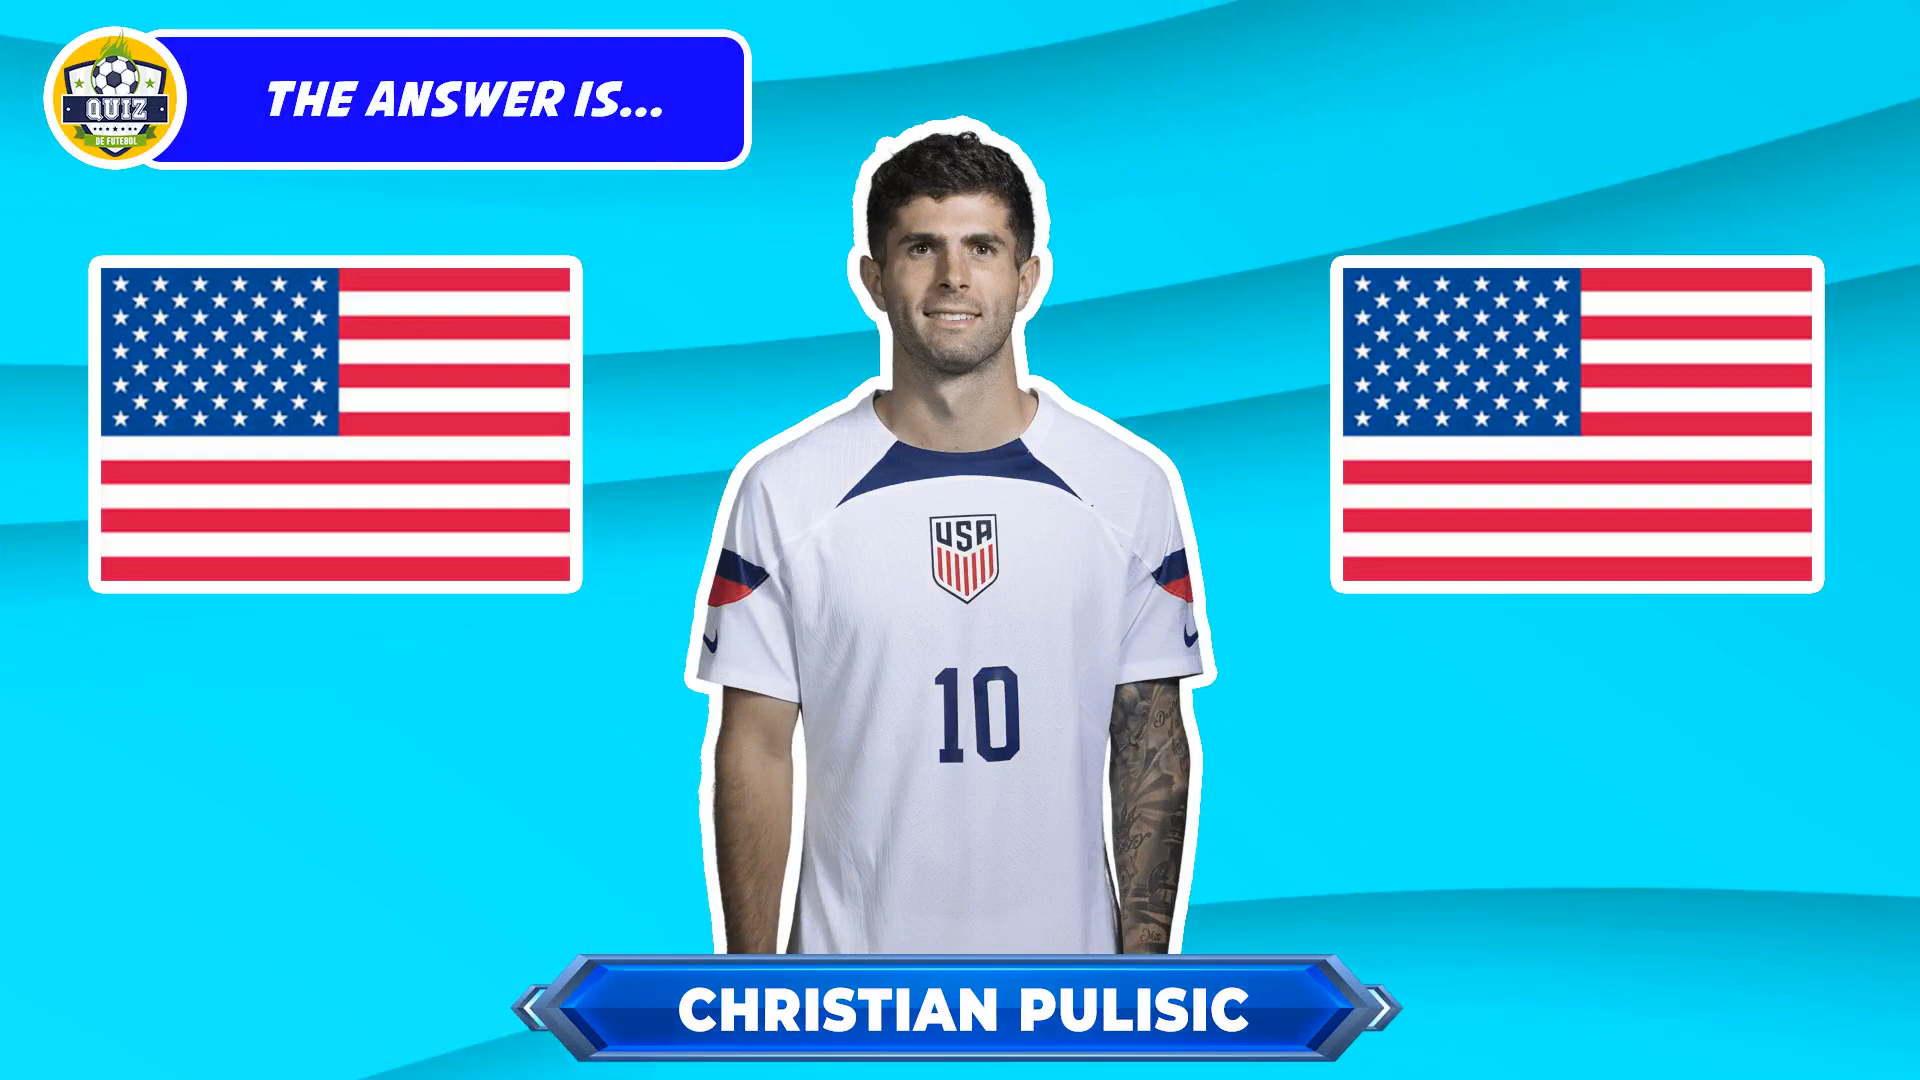 THE ANSWER IS...
QUIZ
DE FUTEBOL
USA
10
CHRISTIAN PULISIC